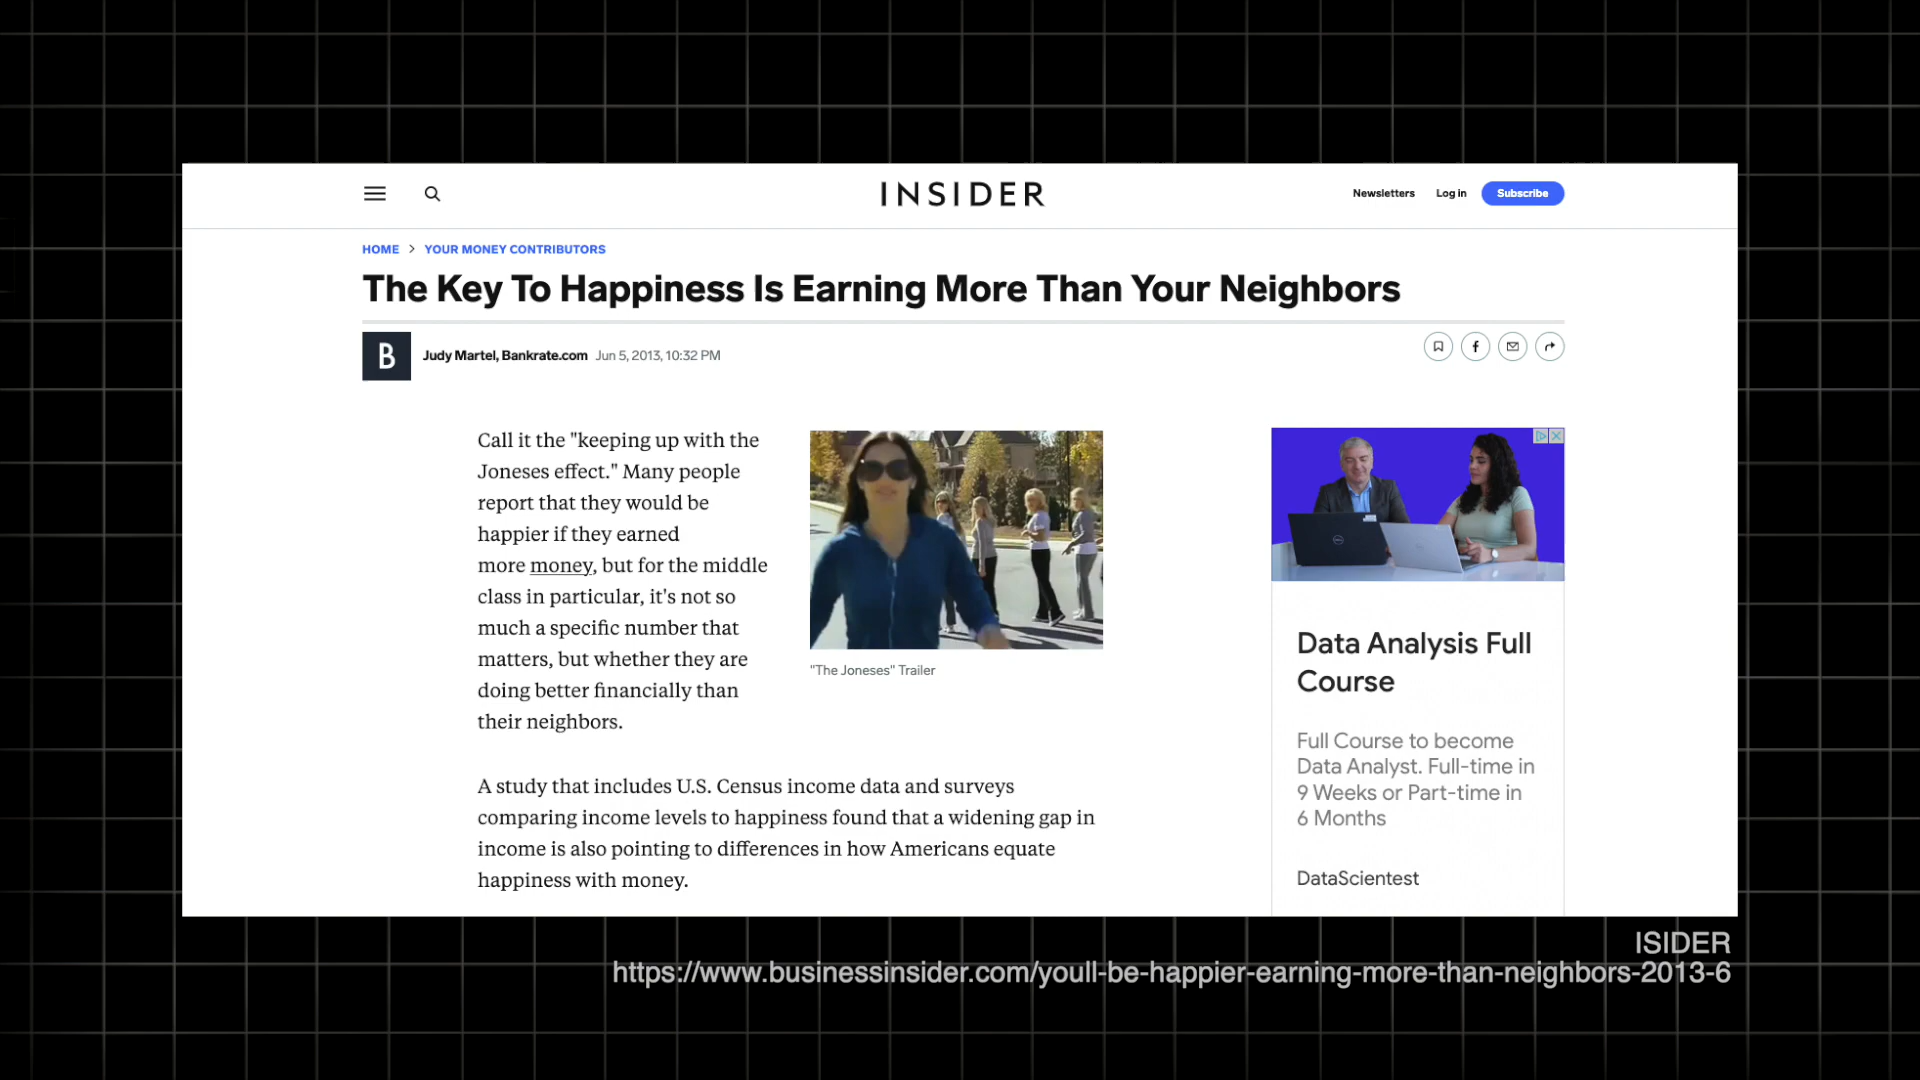 INSIDER
Newsletters
Log in
Subscribe
HOME > YOUR MONEY CONTRIBUTORS
The Key To Happiness Is Earning More Than Your Neighbors
B
Judy Martel, Bankrate.com Jun 5, 2013, 10:32 PM
Call it the "keeping up with the
Joneses effect." Many people
report that they would be
happier if they earned
more money, but for the middle
class in particular, it's not so
much a specific number that
matters, but whether they are
doing better financially than
their neighbors.
"The Joneses" Trailer
A study that includes U.S. Census income data and surveys
comparing income levels to happiness found that a widening gap in
income is also pointing to differences in how Americans equate
happiness with money.
Data Analysis Full
Course
Full Course to become
Data Analyst. Full-time in
9 Weeks or Part-time in
6 Months
DataScientest
ISIDER
https://www.businessinsider.com/youll-be-happier-earning-more-than-neighbors-2013-6